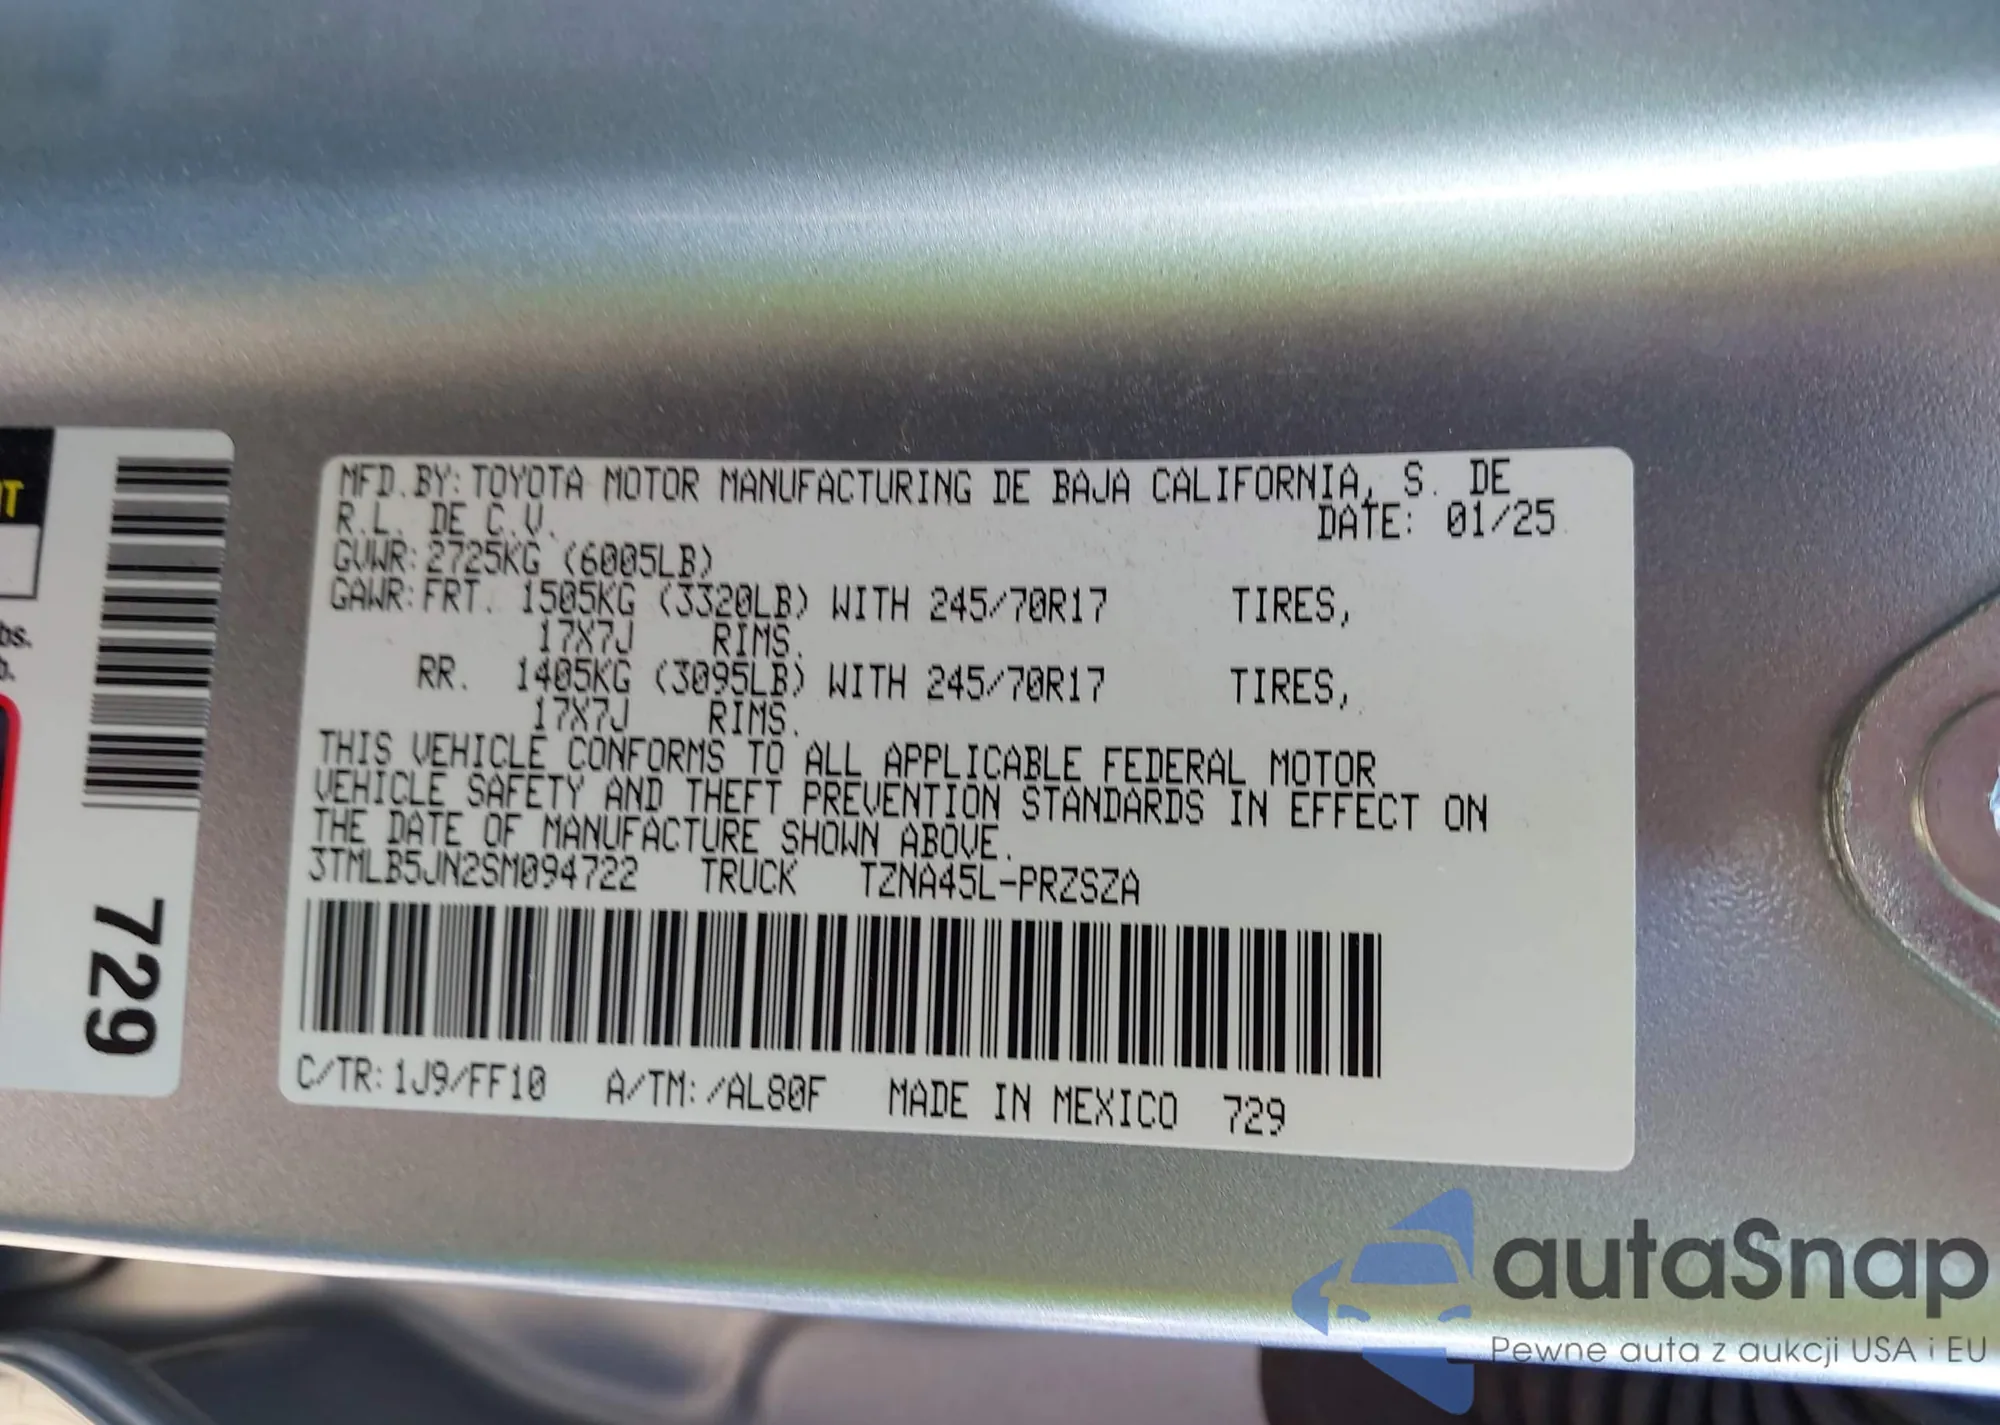 T
bs.
b.
729
MFD.BY: TOYOTA MOTOR MANUFACTURING DE BAJA CALIFORNIA, S. DE
R.L. DE C.V. DATE: 01/25
GVWR: 2725KG (6005LB)
GAWR: FRT. 1505KG (3320LB) WITH 245/70R17 TIRES,
17X7J RIMS.
RR. 1405KG (3095LB) WITH 245/70R17 TIRES,
17X7J RIMS.
THIS VEHICLE CONFORMS TO ALL APPLICABLE FEDERAL MOTOR
VEHICLE SAFETY AND THEFT PREVENTION STANDARDS IN EFFECT ON
THE DATE OF MANUFACTURE SHOWN ABOVE.
3TMLB5JN2SM094722 TRUCK TZNA45L-PRZSZA
C/TR: 1J9/FF10 A/TM: /AL80F MADE IN MEXICO 729
autaSnap
Pewne auta z aukcji USA i EU